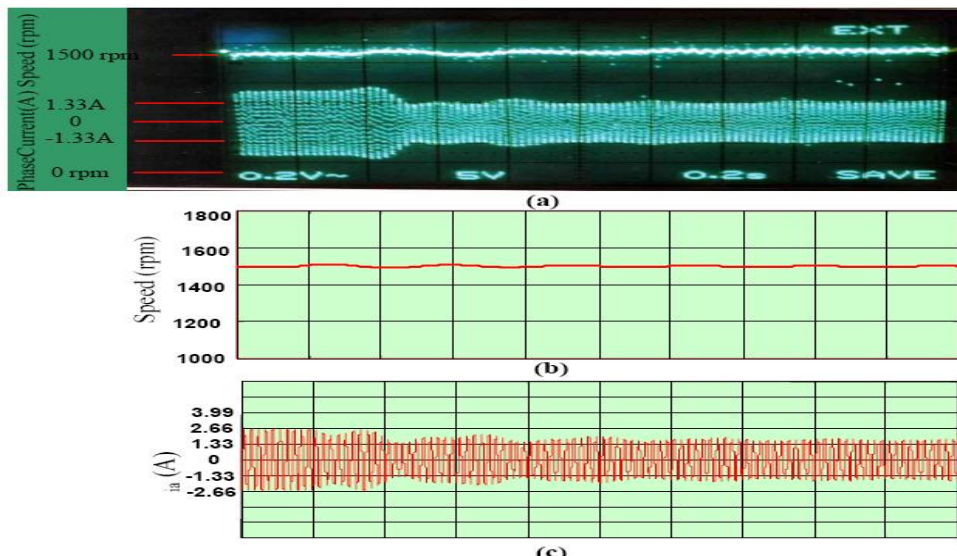 EXT
Speed (rpm)
1500 rpm
PhaseCurrent(A)
1.33A
0
-1.33A
0 rpm
0.2V~ 5V 0.2s SAVE
(a)
Speed (rpm)
1800
1600
1400
1200
1000
(b)
ia (A)
3.99
2.66
1.33
0
-1.33
-2.66
(c)